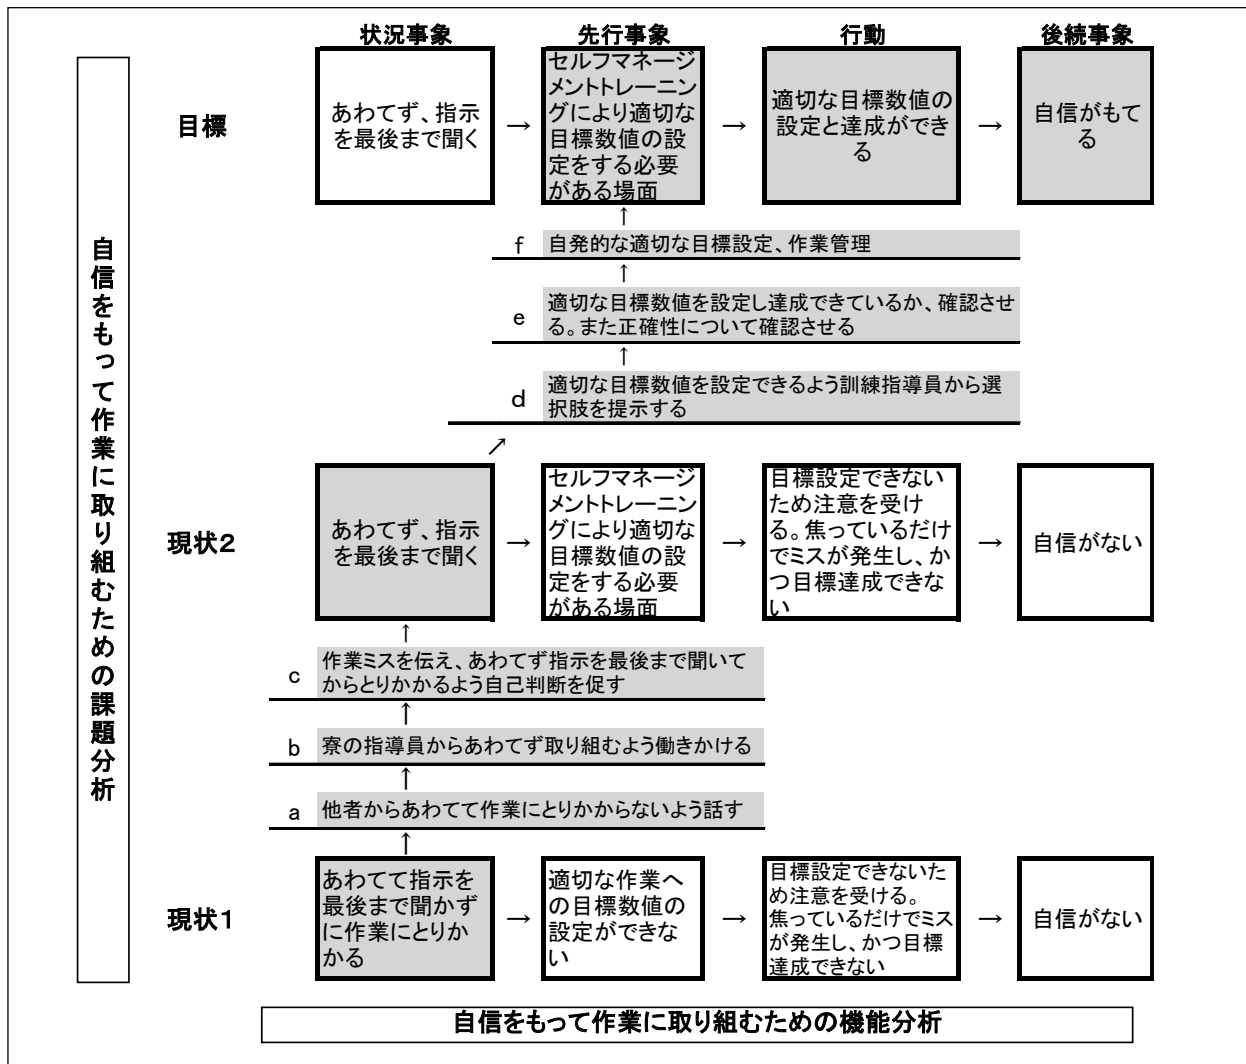 状況事象
先行事象
行動
後続事象
自信をもって作業に取り組むための課題分析
目標
あわてず、指示
を最後まで聞く
→
セルフマネージ
メントトレーニン
グにより適切な
目標数値の設
定をする必要
がある場面
→
適切な目標数値の
設定と達成ができ
る
→
自信がもて
る
↑
f 自発的な適切な目標設定、作業管理
↑
e 適切な目標数値を設定し達成できているか、確認させ
る。また正確性について確認させる
↑
d 適切な目標数値を設定できるよう訓練指導員から選
択肢を提示する
↗
現状2
あわてず、指示
を最後まで聞く
→
セルフマネージ
メントトレーニン
グにより適切な
目標数値の設
定をする必要
がある場面
→
目標設定できない
ため注意を受け
る。焦っているだけ
でミスが発生し、か
つ目標達成できな
い
→
自信がない
↑
c 作業ミスを伝え、あわてず指示を最後まで聞いて
からとりかかるよう自己判断を促す
↑
b 寮の指導員からあわてず取り組むよう働きかける
↑
a 他者からあわてて作業にとりかからないよう話す
↑
現状1
あわてて指示を
最後まで聞かず
に作業にとりか
かる
→
適切な作業へ
の目標数値の
設定ができな
い
→
目標設定できないた
め注意を受ける。
焦っているだけでミス
が発生し、かつ目標
達成できない
→
自信がない
自信をもって作業に取り組むための機能分析